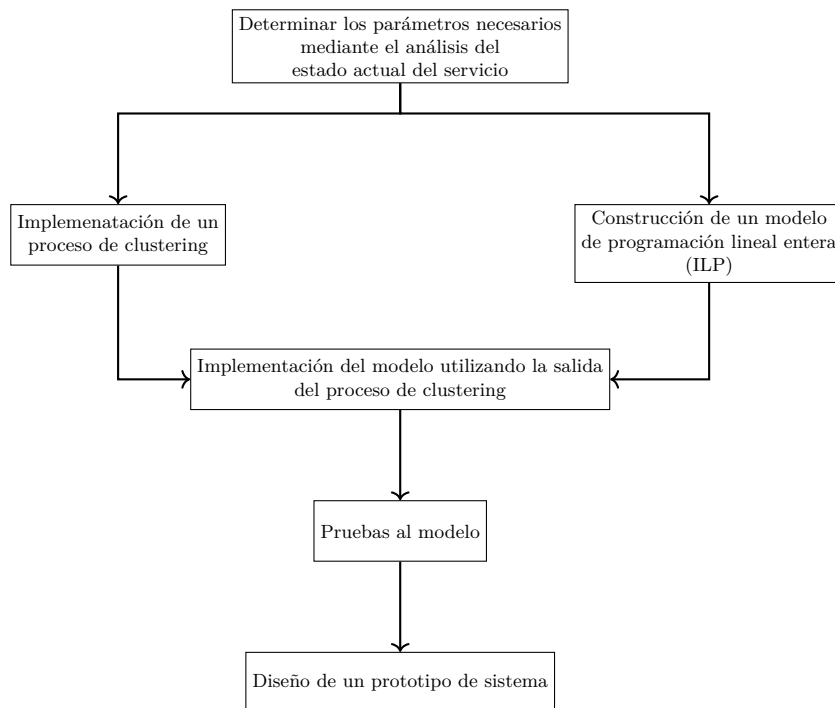 Determinar los parámetros necesarios
mediante el análisis del
estado actual del servicio
Implemenatación de un
proceso de clustering
Construcción de un modelo
de programación lineal entera
(ILP)
Implementación del modelo utilizando la salida
del proceso de clustering
Pruebas al modelo
Diseño de un prototipo de sistema